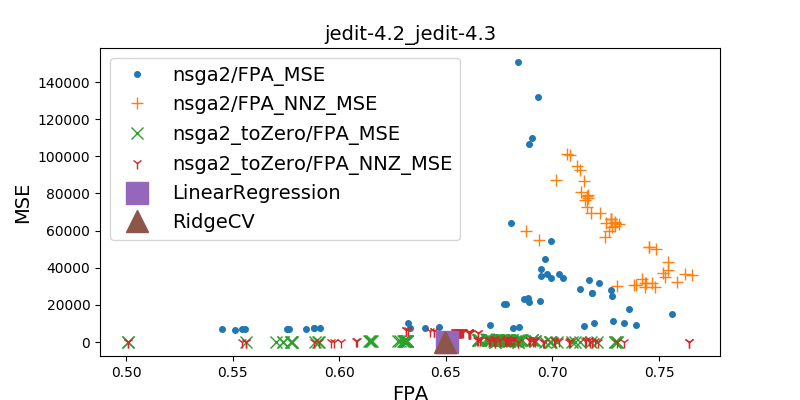 jedit-4.2_jedit-4.3
nsga2/FPA_MSE
nsga2/FPA_NNZ_MSE
nsga2_toZero/FPA_MSE
nsga2_toZero/FPA_NNZ_MSE
LinearRegression
RidgeCV
MSE
140000
120000
100000
80000
60000
40000
20000
0
0.50 0.55 0.60 0.65 0.70 0.75
FPA